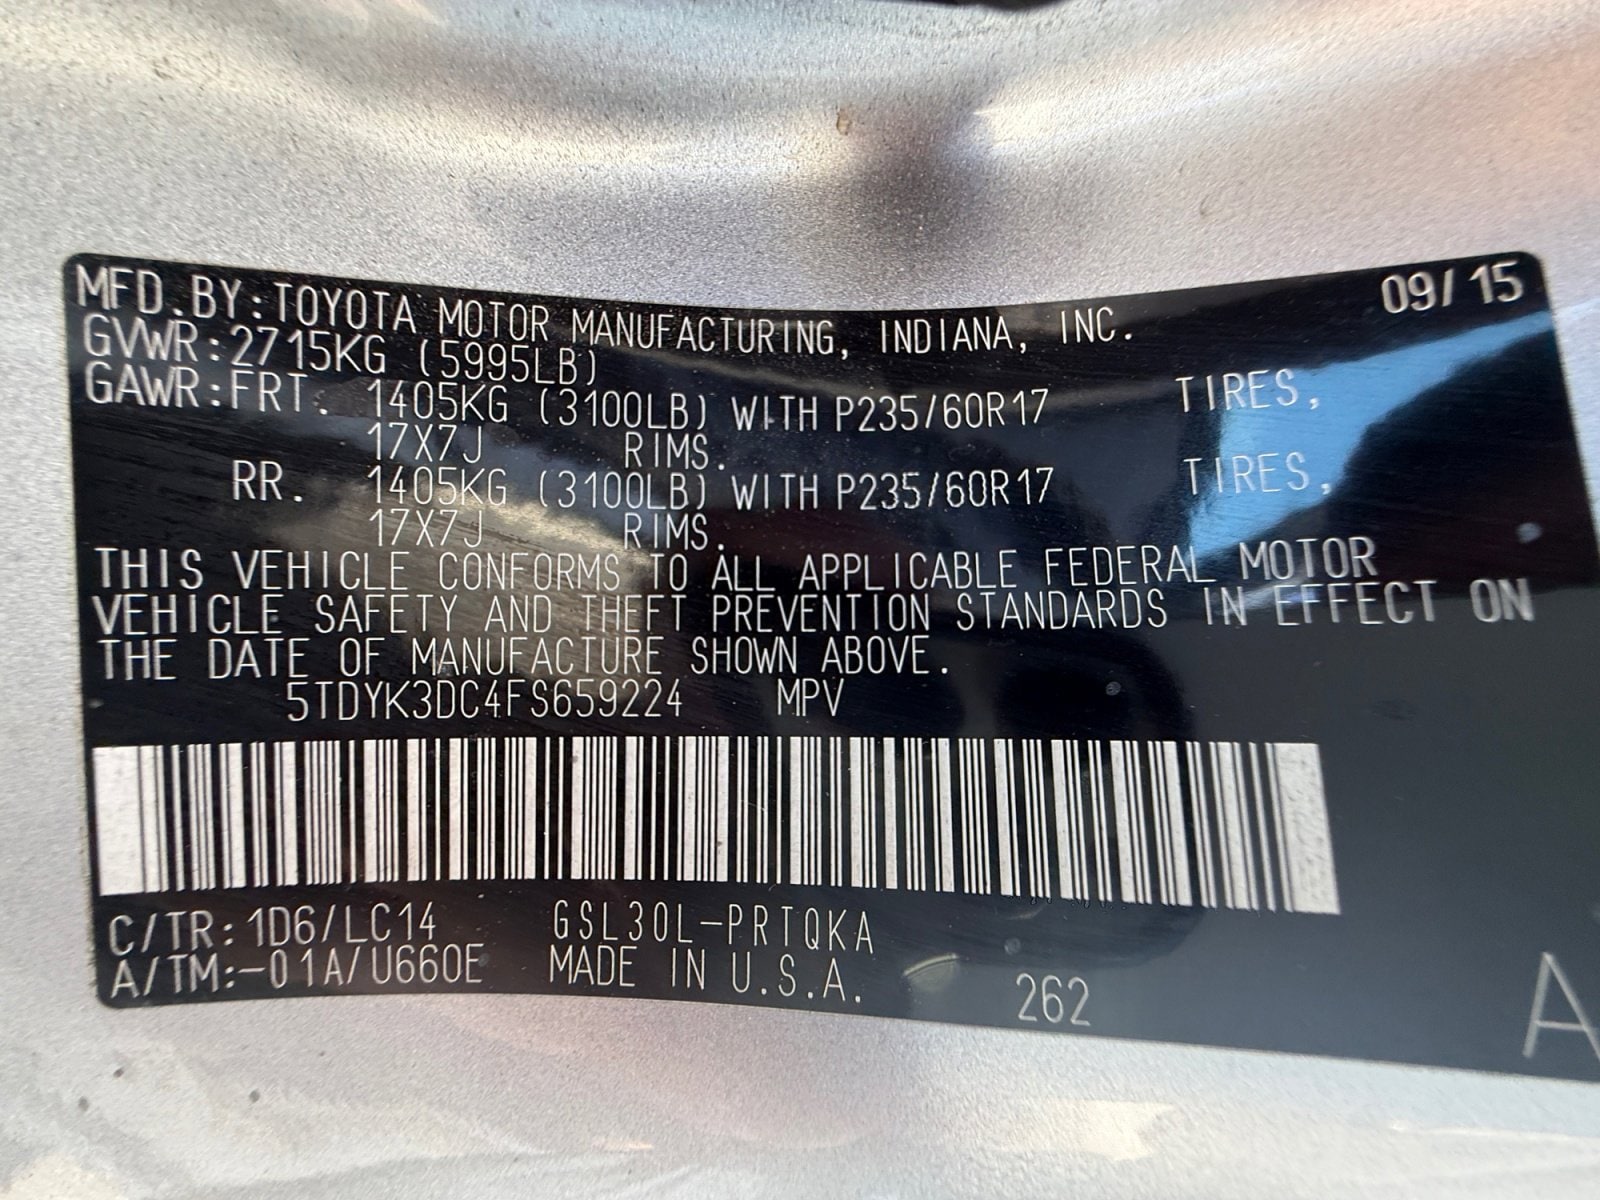 MFD.BY:TOYOTA MOTOR MANUFACTURING, INDIANA, INC. 09/15
GVWR:2715KG (5995LB)
GAWR:FRT. 1405KG (3100LB) WITH P235/60R17 TIRES,
17X7J RIMS.
RR. 1405KG (3100LB) WITH P235/60R17 TIRES,
17X7J RIMS.
THIS VEHICLE CONFORMS TO ALL APPLICABLE FEDERAL MOTOR
VEHICLE SAFETY AND THEFT PREVENTION STANDARDS IN EFFECT ON
THE DATE OF MANUFACTURE SHOWN ABOVE.
5TDYK3DC4FS659224 MPV
C/TR:1D6/LC14 GSL30L-PRTQKA
A/TM:-01A/U660E MADE IN U.S.A. 262
A